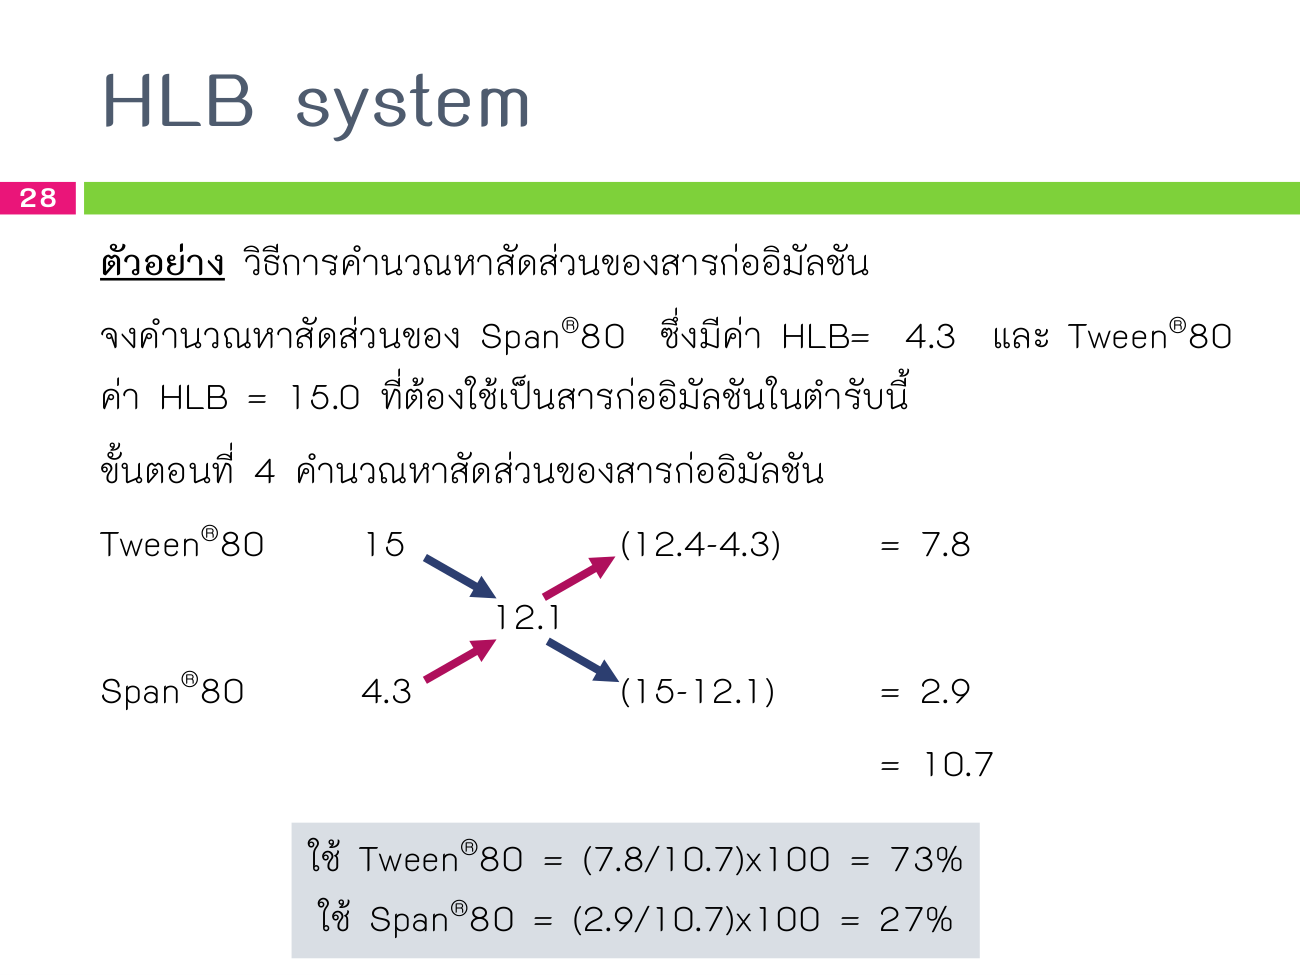 HLB system
28
ตัวอย่าง วิธีการคำนวณหาสัดส่วนของสารก่ออิมัลชัน
จงคำนวณหาสัดส่วนของ Span®80 ซึ่งมีค่า HLB= 4.3 และ Tween®80
ค่า HLB = 15.0 ที่ต้องใช้เป็นสารก่ออิมัลชันในตำรับนี้
ขั้นตอนที่ 4 คำนวณหาสัดส่วนของสารก่ออิมัลชัน
Tween®80 15 (12.4-4.3) = 7.8
12.1
Span®80 4.3 (15-12.1) = 2.9
= 10.7
ใช้ Tween®80 = (7.8/10.7)x100 = 73%
ใช้ Span®80 = (2.9/10.7)x100 = 27%